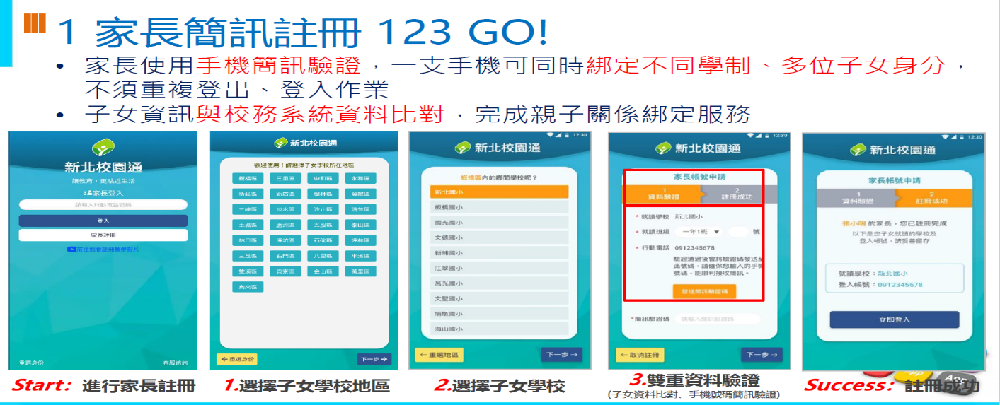 1 家長簡訊註冊 123 GO!
• 家長使用手機簡訊驗證，一支手機可同時綁定不同學制、多位子女身分，
不須重複登出、登入作業
• 子女資訊與校務系統資料比對，完成親子關係綁定服務
新北校園通
讓教育，更貼近生活
家長登入
請輸入行動電話號碼
登入
家長註冊
前往觀看註冊教學影片
重選身份
客服諮詢
Start: 進行家長註冊
新北校園通
歡迎使用！請選擇子女學校所在地區
板橋區 三重區 中和區 永和區
新莊區 新店區 樹林區 鶯歌區
三峽區 淡水區 汐止區 瑞芳區
土城區 蘆洲區 五股區 泰山區
林口區 深坑區 石碇區 坪林區
三芝區 石門區 八里區 平溪區
雙溪區 貢寮區 金山區 萬里區
烏來區
←重選身份
下一步→
1.選擇子女學校地區
12:30
新北校園通
板橋區內的哪間學校呢？
新北國小
板橋國小
國光國小
文德國小
新埔國小
江翠國小
莒光國小
文聖國小
埔墘國小
海山國小
←重選地區
下一步→
2.選擇子女學校
12:30
新北校園通
家長帳號申請
1
資料驗證
2
註冊成功
* 就讀學校 新北國小
* 就讀班級 一年1班 ▼ 號
* 行動電話 0912345678
驗證通過後會將驗證碼發送至
此號碼，請確保您輸入的手機
號碼，能順利接收簡訊。
發送簡訊驗證碼
*簡訊驗證碼 請輸入簡訊驗證碼
←取消註冊
下一步→
3.雙重資料驗證
(子女資料比對、手機號碼簡訊驗證)
12:30
新北校園通
家長帳號申請
1
資料驗證
2
註冊成功
張小明 的家長，您已註冊完成
以下是您子女就讀的學校及
登入帳號，請妥善留存
就讀學校：新北國小
登入帳號：0912345678
立即登入
App
Success: 註冊成功